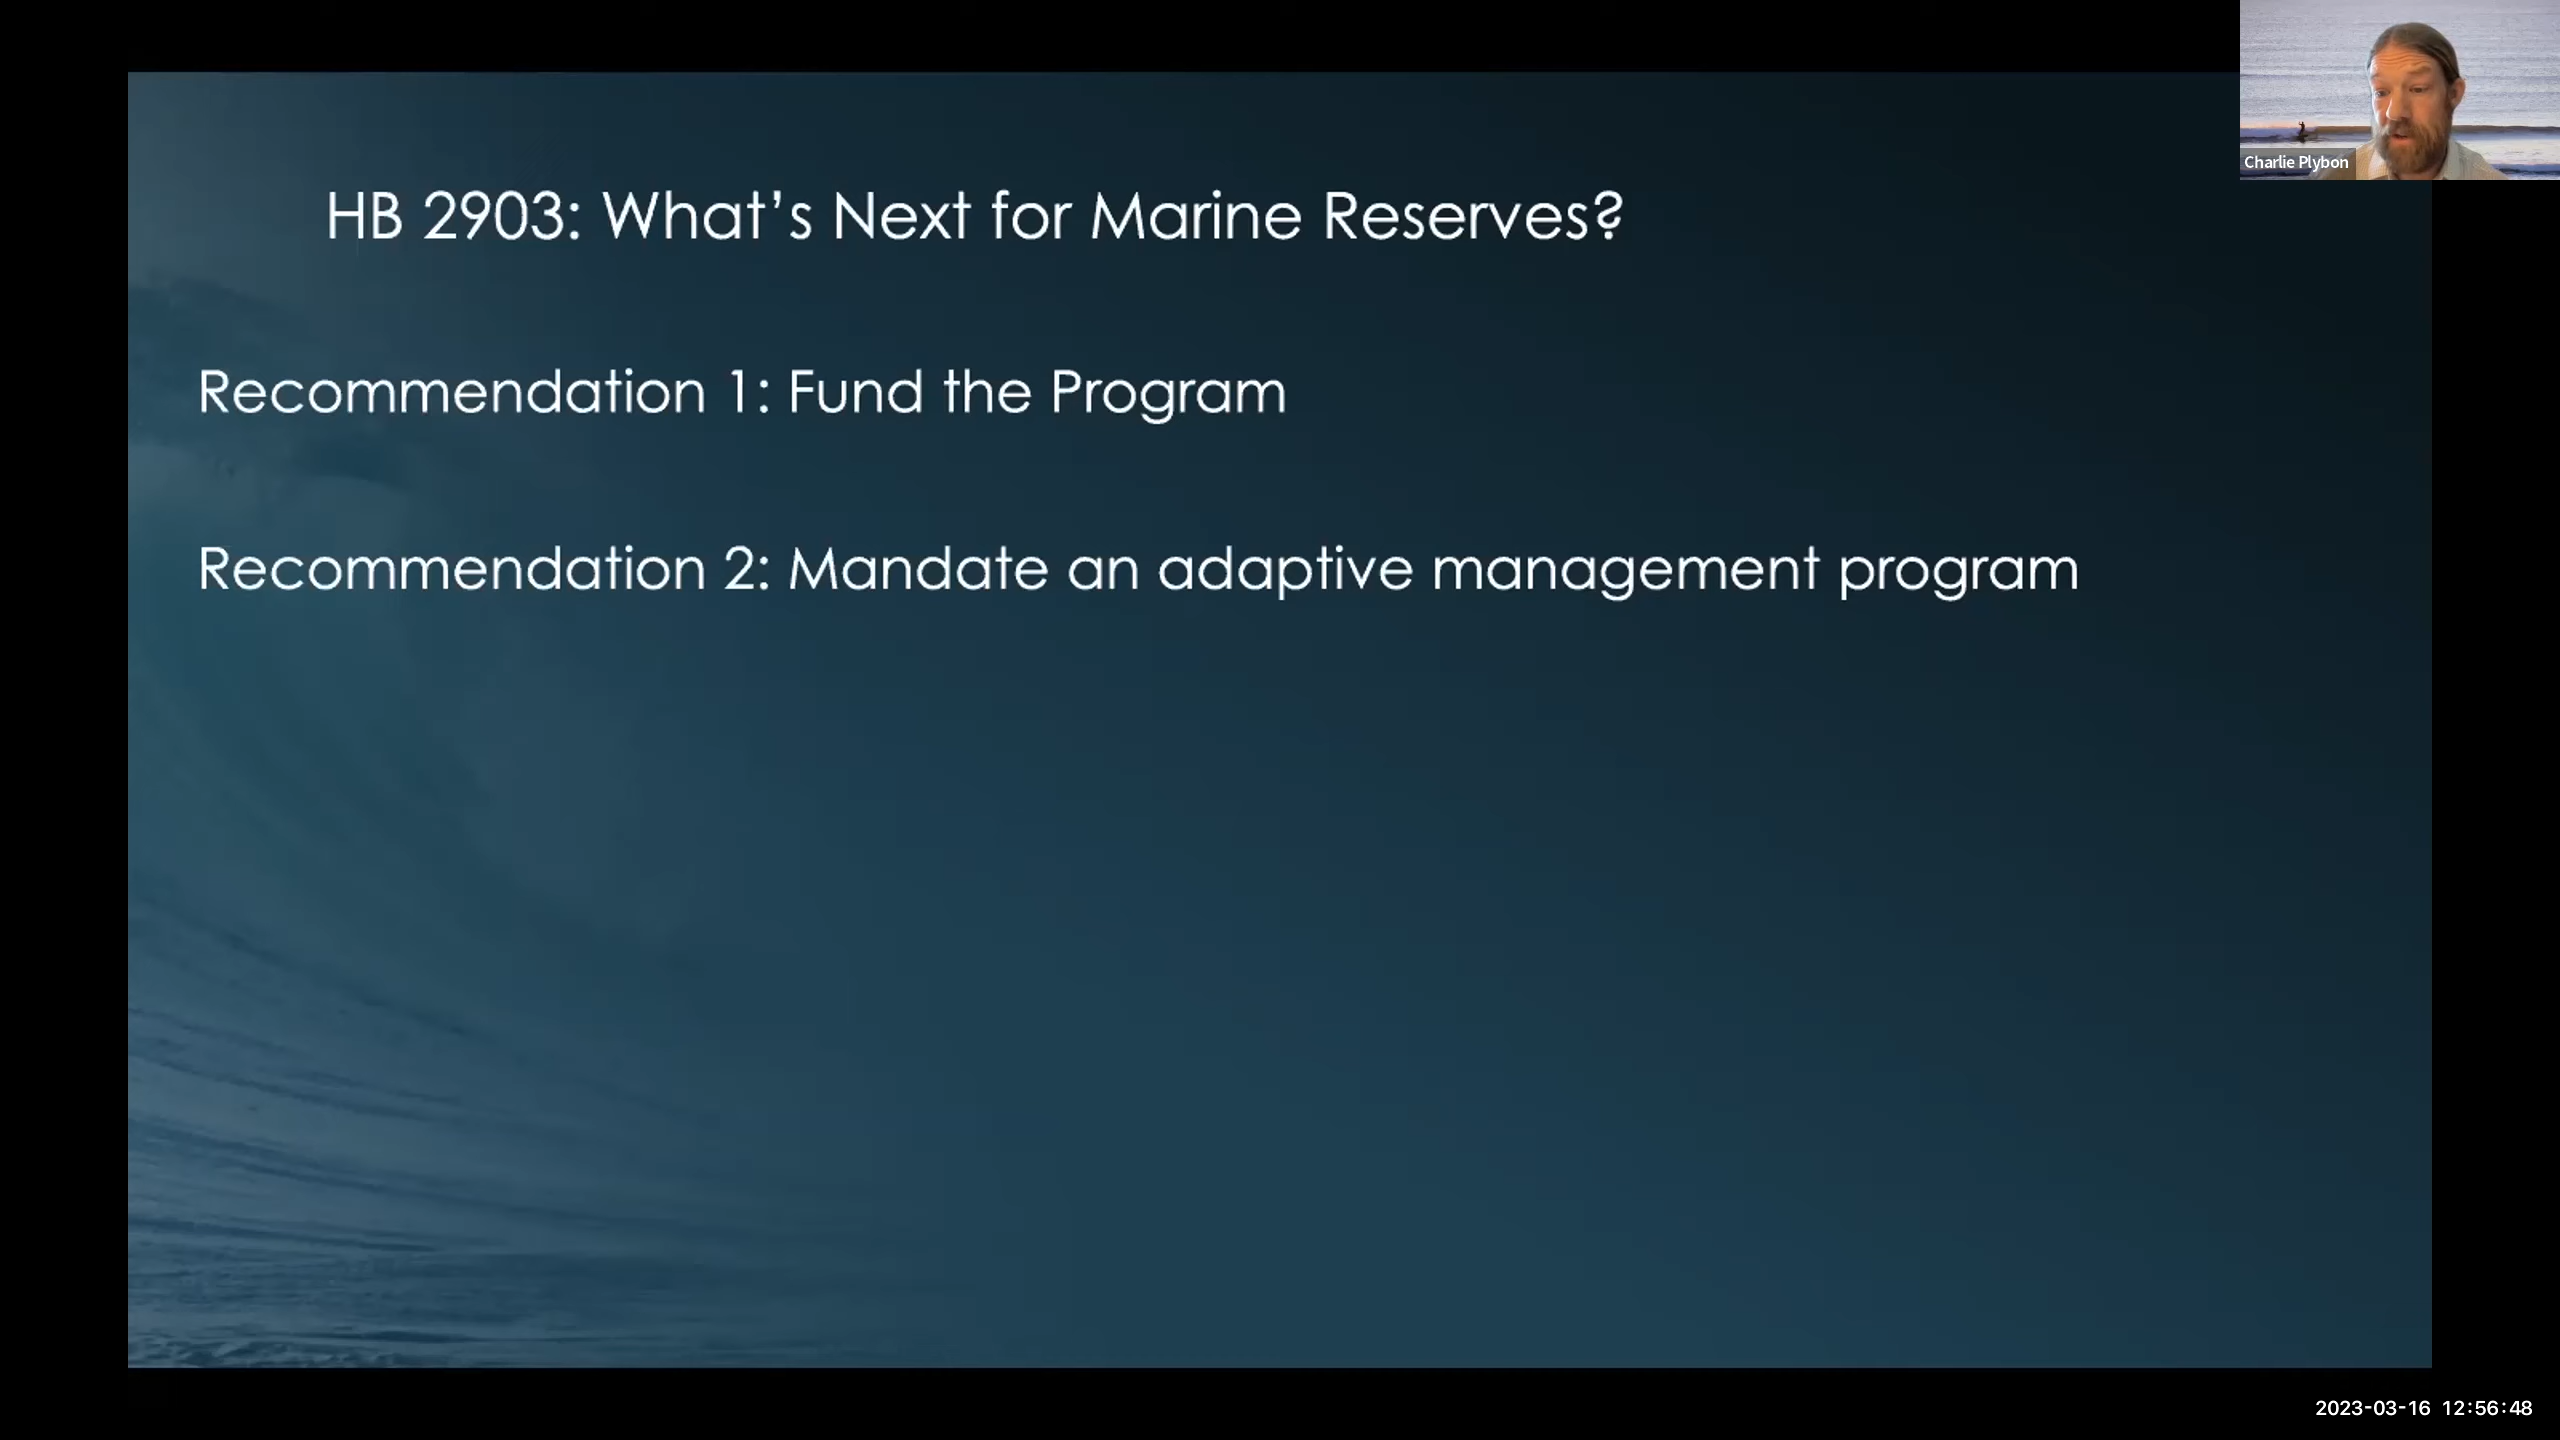 HB 2903: What's Next for Marine Reserves?
Recommendation 1: Fund the Program
Recommendation 2: Mandate an adaptive management program
Charlie Plybon
2023-03-16 12:56:48